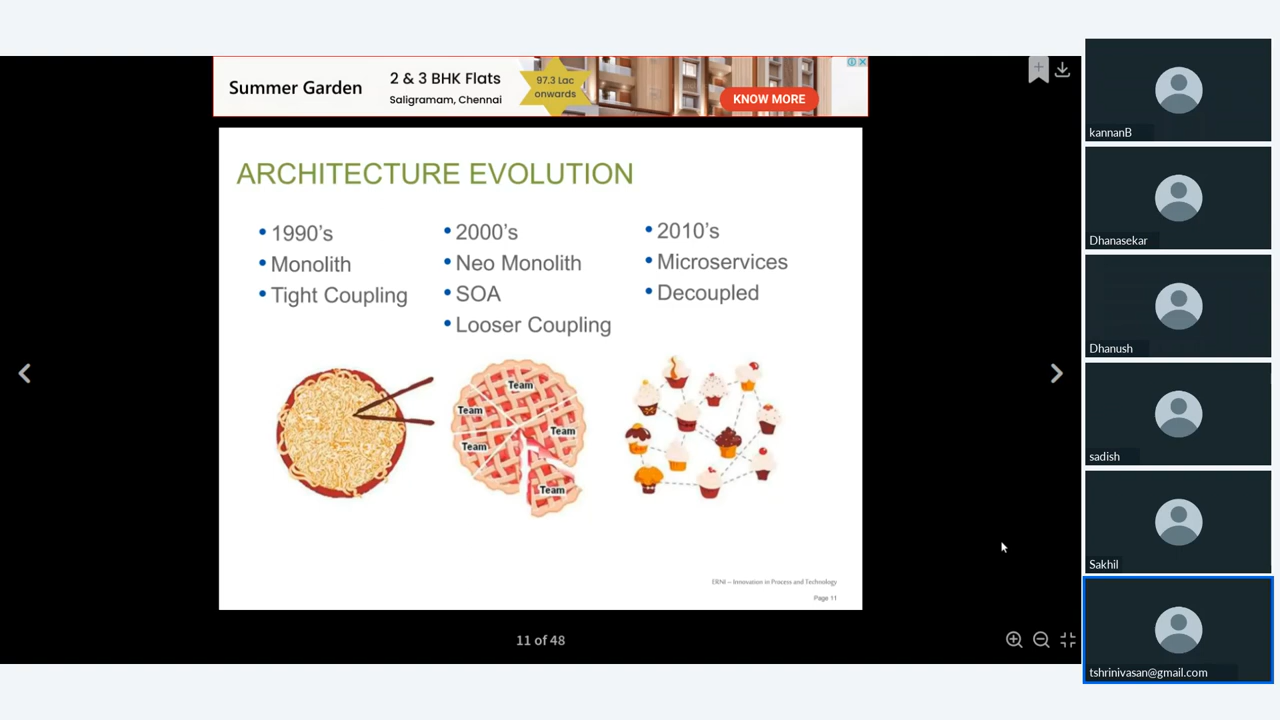 Summer Garden
2 & 3 BHK Flats
Saligramam, Chennai
97.3 Lac
onwards
KNOW MORE
ARCHITECTURE EVOLUTION
• 1990's
• Monolith
• Tight Coupling
• 2000's
• Neo Monolith
• SOA
• Looser Coupling
• 2010's
• Microservices
• Decoupled
Team
Team
Team
Team
Team
ERNI – Innovation in Process and Technology
Page 11
11 of 48
kannanB
Dhanasekar
Dhanush
sadish
Sakhil
tshrinivasan@gmail.com